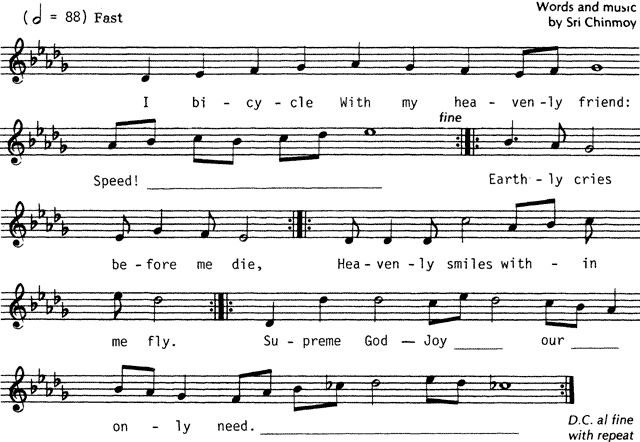 ( 𝅗𝅥 = 88) Fast
Words and music
by Sri Chinmoy
I bi - cy - cle With my hea - ven - ly friend:
fine
Speed! ____ Earth - ly cries
be - fore me die, Hea - ven - ly smiles with - in
me fly. Su - preme God — Joy ____ our ____
on - ly need. ____
D.C. al fine
with repeat